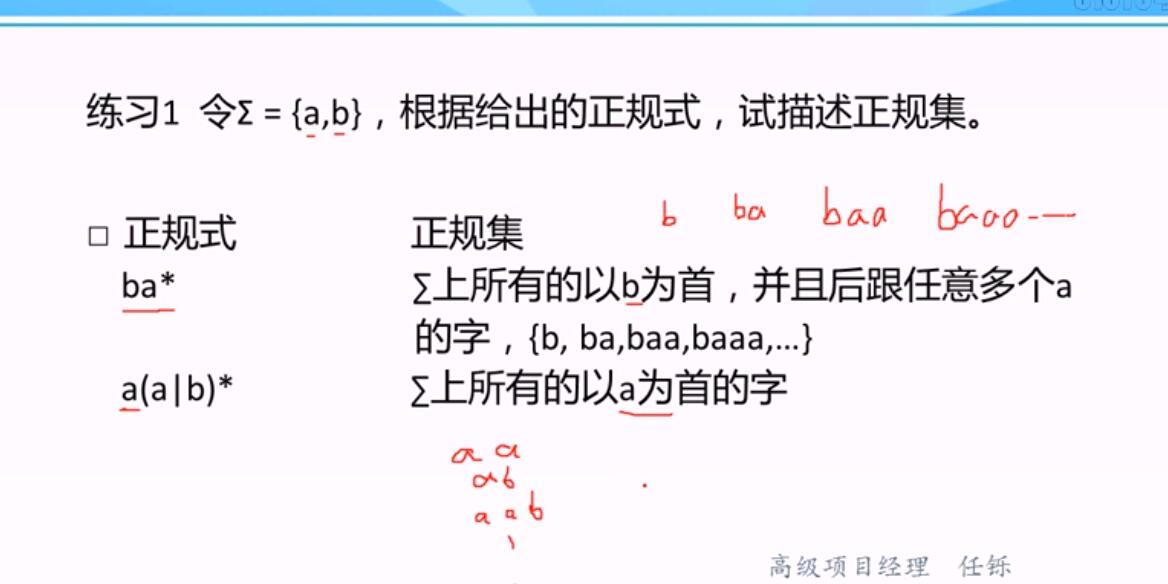 练习1 令Σ = {a,b}，根据给出的正规式，试描述正规集。
b ba baa baaa-—
□ 正规式 正规集
ba* ∑上所有的以b为首，并且后跟任意多个a
的字，{b, ba,baa,baaa,...}
a(a|b)* ∑上所有的以a为首的字
a a
ab
a a b
高级项目经理 任铄